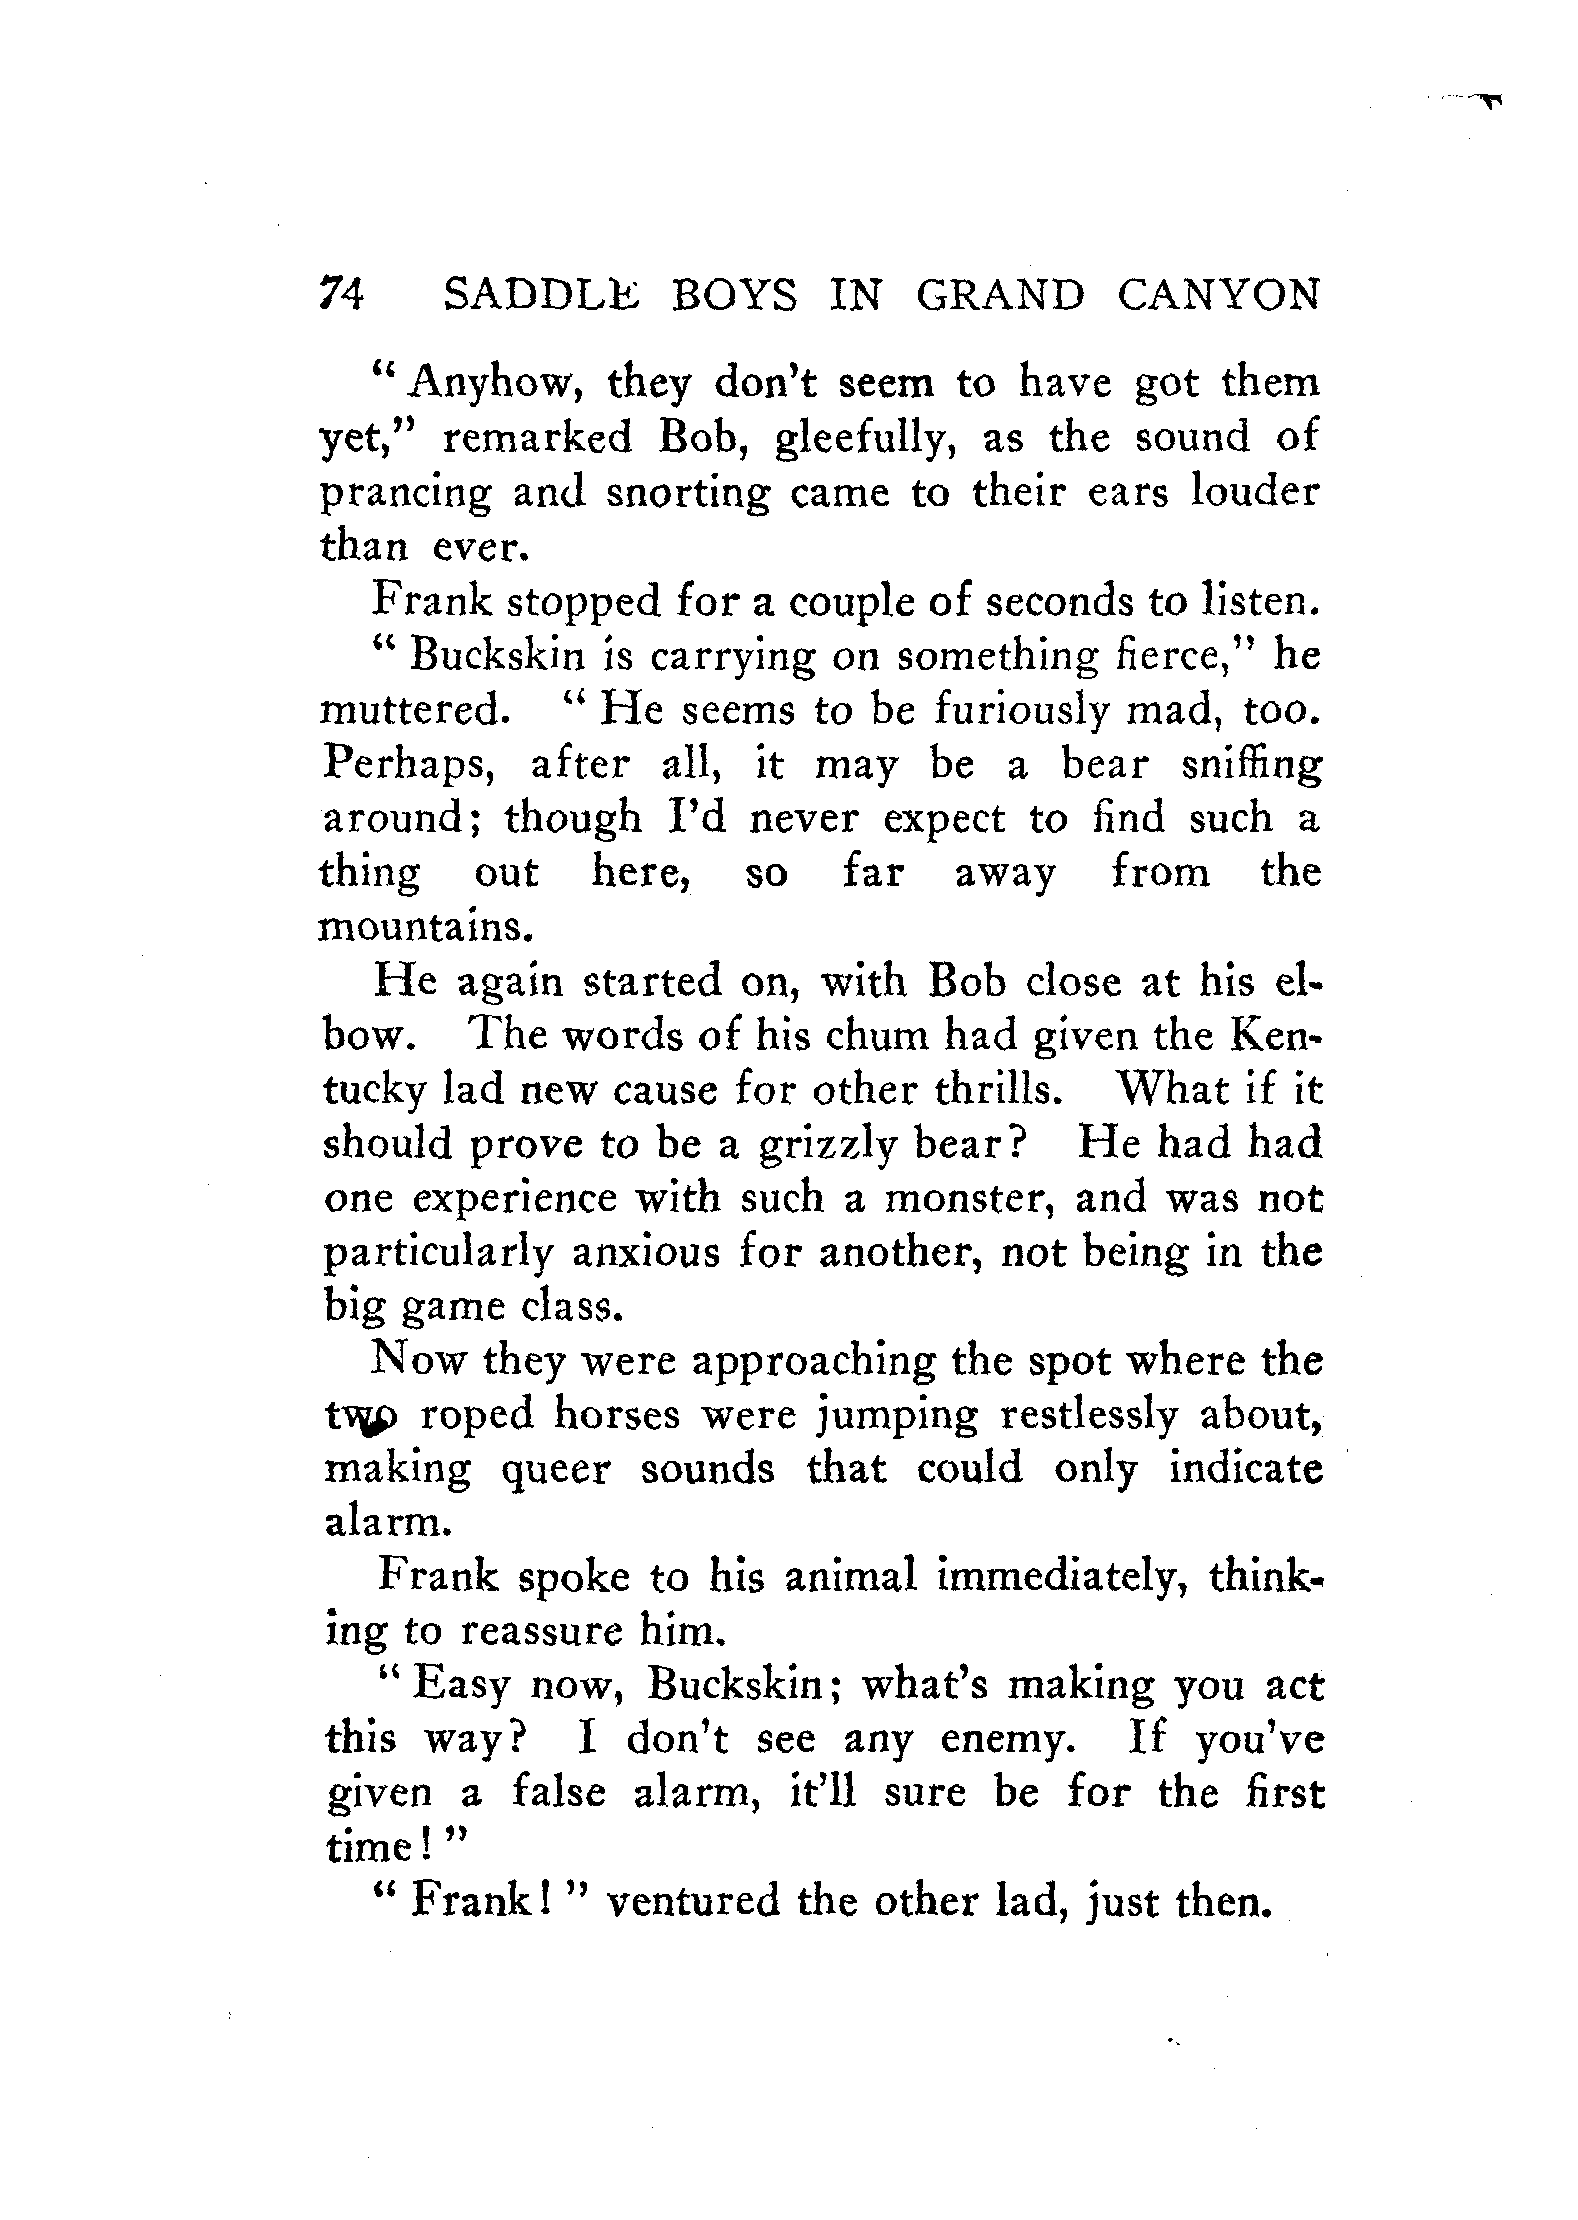 74 SADDLE BOYS IN GRAND CANYON
“ Anyhow, they don't seem to have got them
yet,” remarked Bob, gleefully, as the sound of
prancing and snorting came to their ears louder
than ever.
Frank stopped for a couple of seconds to listen.
“ Buckskin is carrying on something fierce,” he
muttered. “ He seems to be furiously mad, too.
Perhaps, after all, it may be a bear sniffing
around; though I'd never expect to find such a
thing out here, so far away from the
mountains.
He again started on, with Bob close at his el-
bow. The words of his chum had given the Ken-
tucky lad new cause for other thrills. What if it
should prove to be a grizzly bear? He had had
one experience with such a monster, and was not
particularly anxious for another, not being in the
big game class.
Now they were approaching the spot where the
two roped horses were jumping restlessly about,
making queer sounds that could only indicate
alarm.
Frank spoke to his animal immediately, think-
ing to reassure him.
“ Easy now, Buckskin; what's making you act
this way? I don't see any enemy. If you've
given a false alarm, it'll sure be for the first
time! ”
“ Frank! ” ventured the other lad, just then.